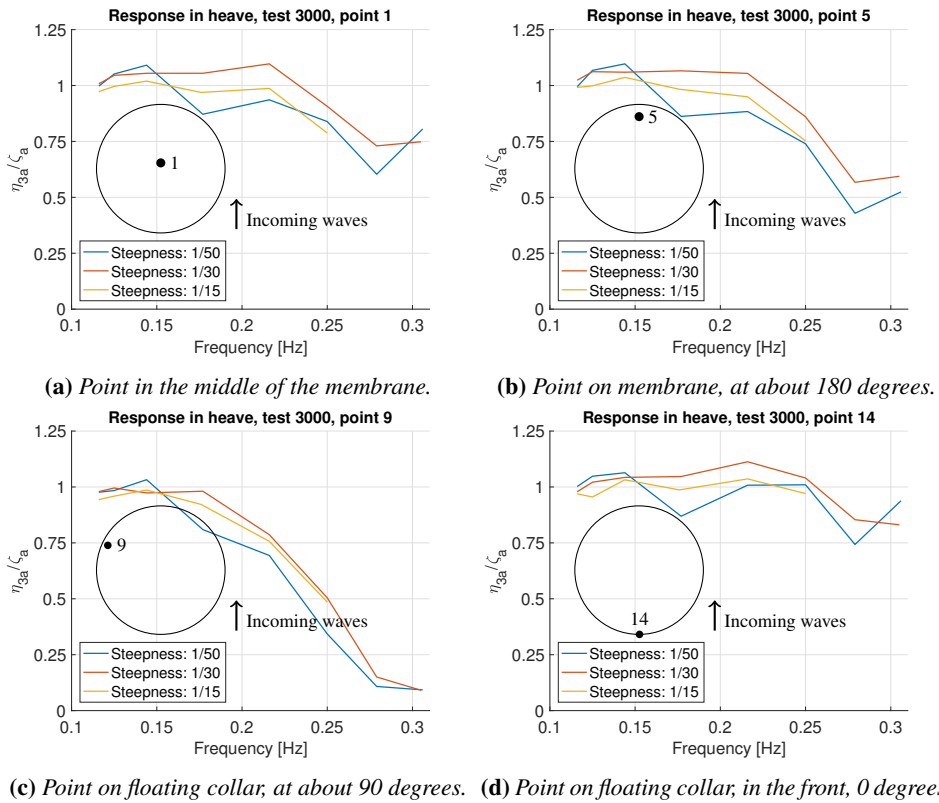 Response in heave, test 3000, point 1
1.25
1
0.75
0.5
0.25
0
η3a/ζa
1
Incoming waves
Steepness: 1/50
Steepness: 1/30
Steepness: 1/15
0.1 0.15 0.2 0.25 0.3
Frequency [Hz]
(a) Point in the middle of the membrane.
Response in heave, test 3000, point 5
1.25
1
0.75
0.5
0.25
0
η3a/ζa
5
Incoming waves
Steepness: 1/50
Steepness: 1/30
Steepness: 1/15
0.1 0.15 0.2 0.25 0.3
Frequency [Hz]
(b) Point on membrane, at about 180 degrees.
Response in heave, test 3000, point 9
1.25
1
0.75
0.5
0.25
0
η3a/ζa
9
Incoming waves
Steepness: 1/50
Steepness: 1/30
Steepness: 1/15
0.1 0.15 0.2 0.25 0.3
Frequency [Hz]
(c) Point on floating collar, at about 90 degrees.
Response in heave, test 3000, point 14
1.25
1
0.75
0.5
0.25
0
η3a/ζa
14
Incoming waves
Steepness: 1/50
Steepness: 1/30
Steepness: 1/15
0.1 0.15 0.2 0.25 0.3
Frequency [Hz]
(d) Point on floating collar, in the front, 0 degree